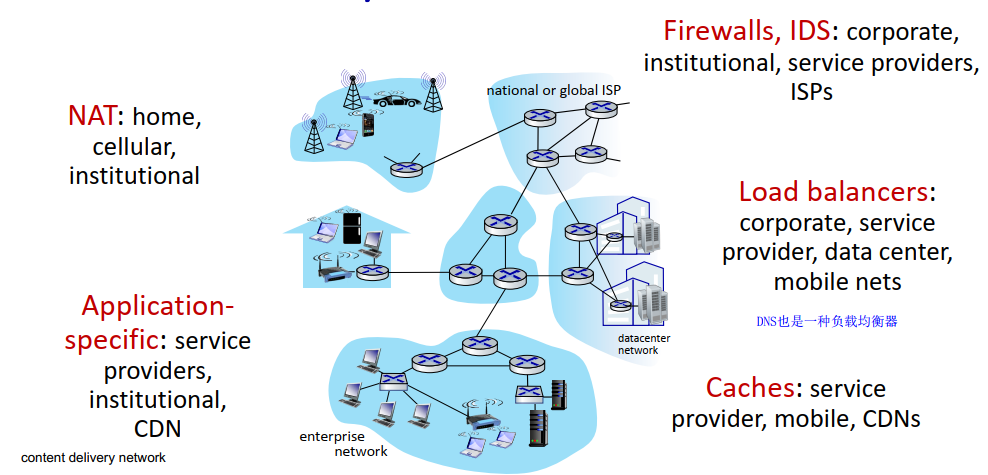 Firewalls, IDS: corporate,
institutional, service providers,
ISPs
national or global ISP
NAT: home,
cellular,
institutional
Load balancers:
corporate, service
provider, data center,
mobile nets
DNS也是一种负载均衡器
Application-
specific: service
providers,
institutional,
CDN
content delivery network
datacenter
network
Caches: service
provider, mobile, CDNs
enterprise
network